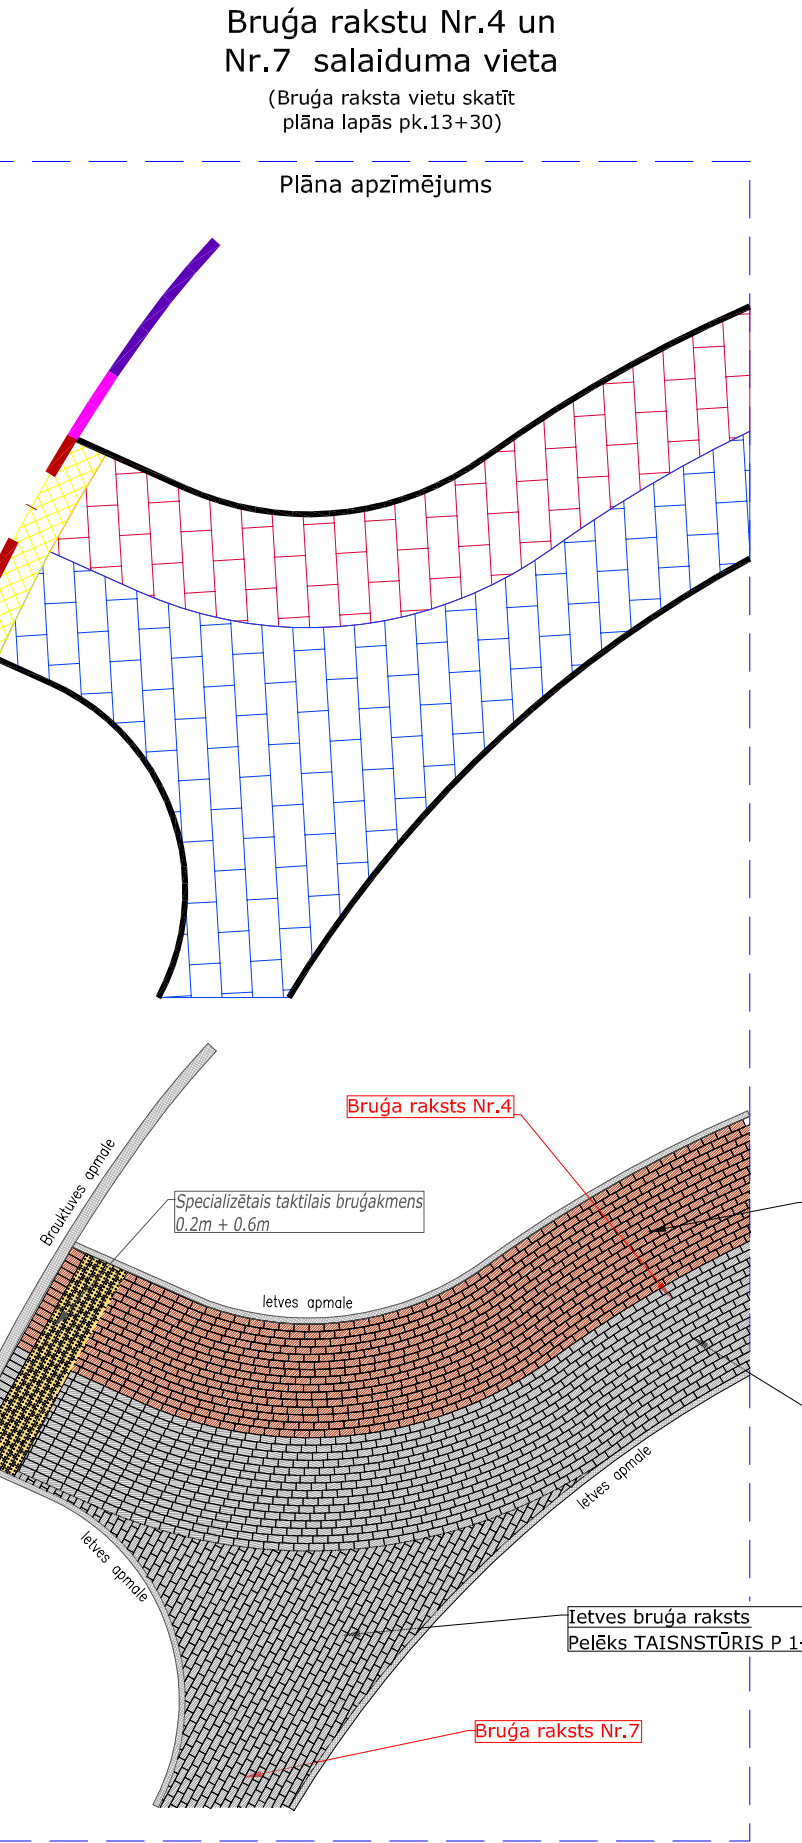 Bruģa rakstu Nr.4 un
Nr.7 salaiduma vieta
(Bruģa raksta vietu skatīt
plāna lapās pk.13+30)
Plāna apzīmējums
Bruģa raksts Nr.4
Brauktuves apmale
Specializētais taktilais bruģakmens
0.2m + 0.6m
Ietves apmale
Ietves apmale
Ietves apmale
Ietves bruģa raksts
Pelēks TAISNSTŪRIS P 1-
Bruģa raksts Nr.7